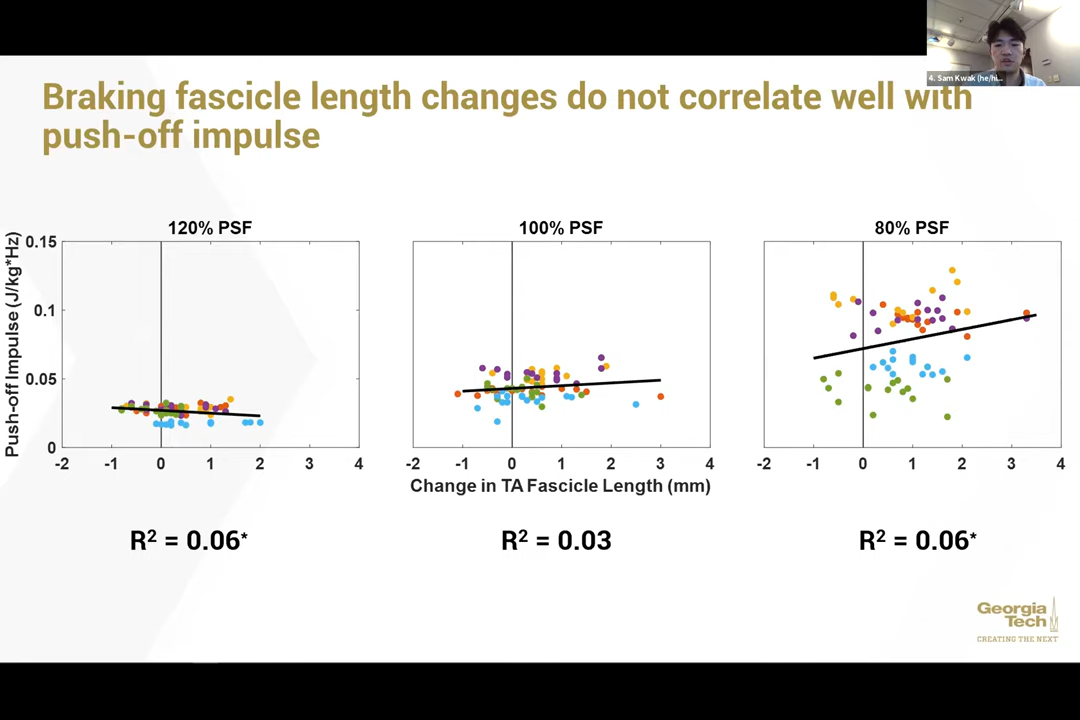 4. Sam Kwak (he/hi...
Braking fascicle length changes do not correlate well with
push-off impulse
120% PSF
100% PSF
80% PSF
Push-off Impulse (J/kg*Hz)
0.15
0.1
0.05
0
-2 -1 0 1 2 3 4
-2 -1 0 1 2 3 4
-2 -1 0 1 2 3 4
Change in TA Fascicle Length (mm)
R² = 0.06*
R² = 0.03
R² = 0.06*
Georgia
Tech
CREATING THE NEXT